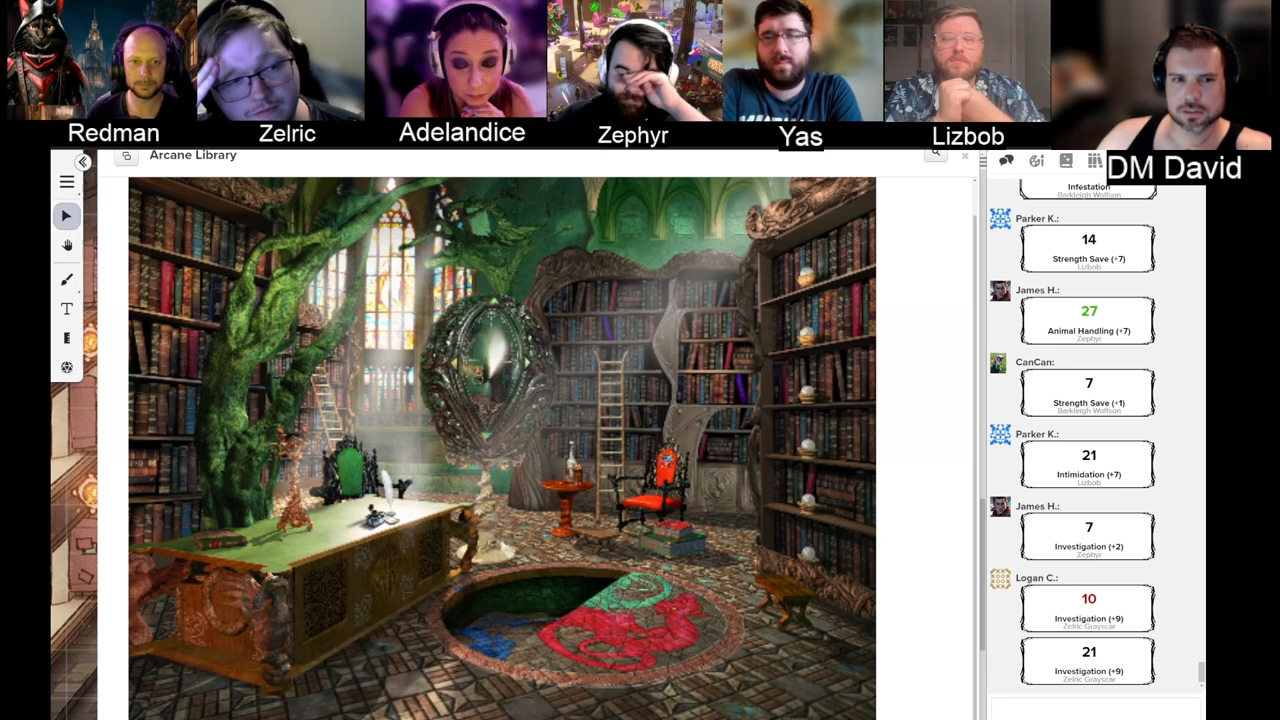 Redman
Zelric
Adelandice
Zephyr
Yas
Lizbob
DM David
Arcane Library
Infestation
Barkleigh Wolfson
Parker K.:
14
Strength Save (+7)
Lizbob
James H.:
27
Animal Handling (+7)
Zephyr
CanCan:
7
Strength Save (+1)
Barkleigh Wolfson
Parker K.:
21
Intimidation (+7)
Lizbob
James H.:
7
Investigation (+2)
Zephyr
Logan C.:
10
Investigation (+9)
Zelric Grayscar
21
Investigation (+9)
Zelric Grayscar